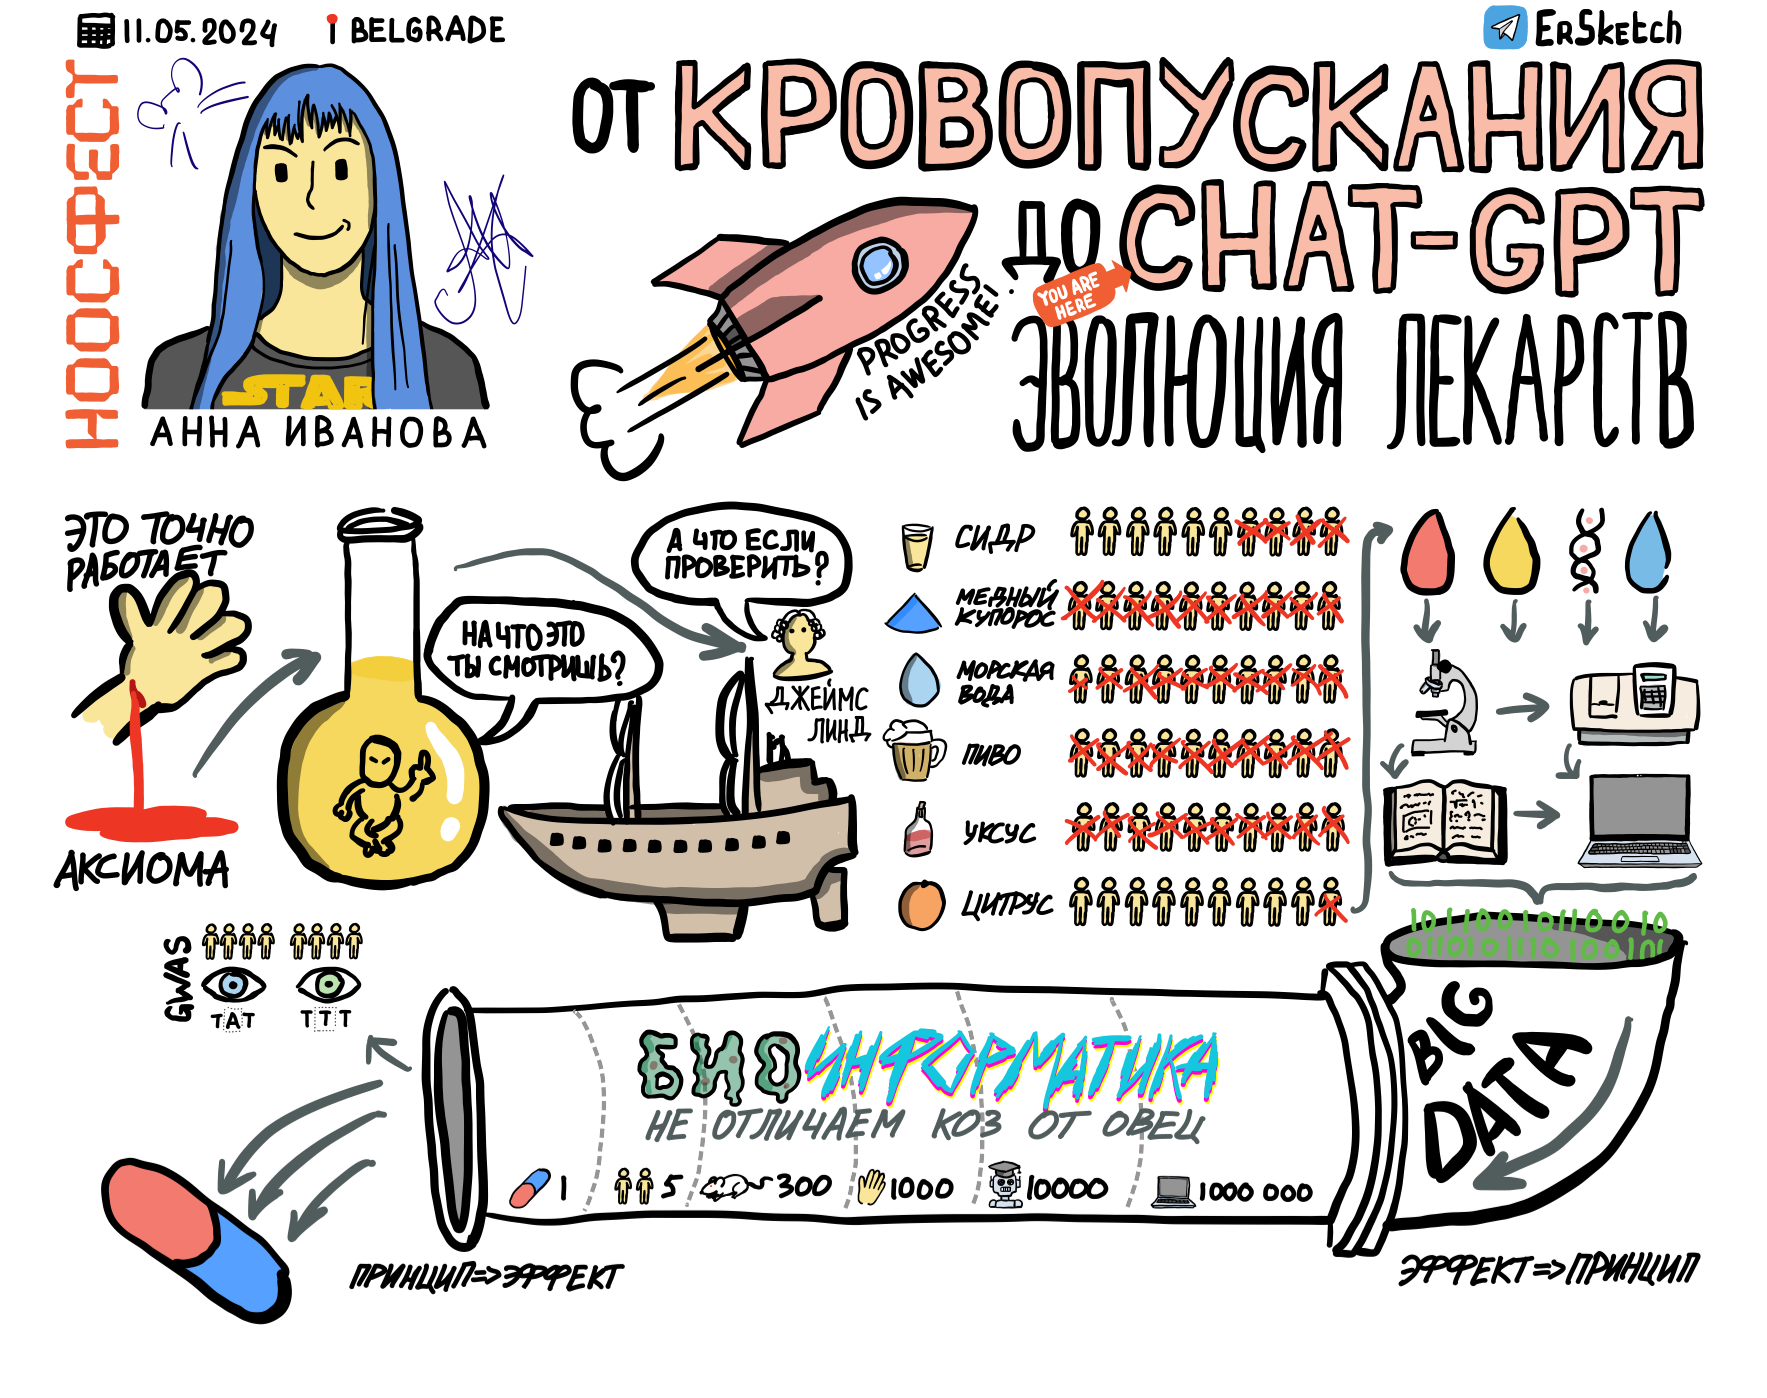 11.05.2024
BELGRADE
ErSketch
НООСФЕСТ
ОТ КРОВОПУСКАНИЯ
ДО CHAT-GPT
YOU ARE
HERE
ЭВОЛЮЦИЯ ЛЕКАРСТВ
PROGRESS
IS AWESOME!
STAR
АННА ИВАНОВА
ЭТО ТОЧНО
РАБОТАЕТ
АКСИОМА
НА ЧТО ЭТО
ТЫ СМОТРИШЬ?
А ЧТО ЕСЛИ
ПРОВЕРИТЬ?
ДЖЕЙМС
ЛИНД
СИДР
МЕДНЫЙ
КУПОРОС
МОРСКАЯ
ВОДА
ПИВО
УКСУС
ЦИТРУС
1011001011001 0
0110101110100101
BIG
DATA
GWAS
TAT
TTT
БИОИНФОРМАТИКА
НЕ ОТЛИЧАЕМ КОЗ ОТ ОВЕЦ
1
5
300
1000
10000
1000 000
ПРИНЦИП=>ЭФФЕКТ
ЭФФЕКТ=>ПРИНЦИП